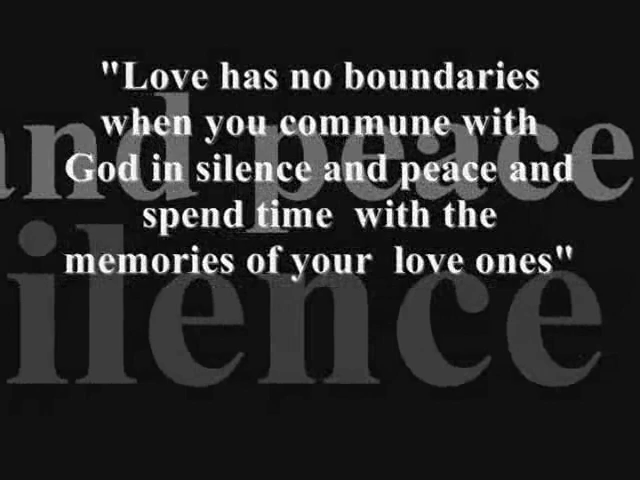 "Love has no boundaries
when you commune with
God in silence and peace and
spend time with the
memories of your love ones"
and peace
ilence